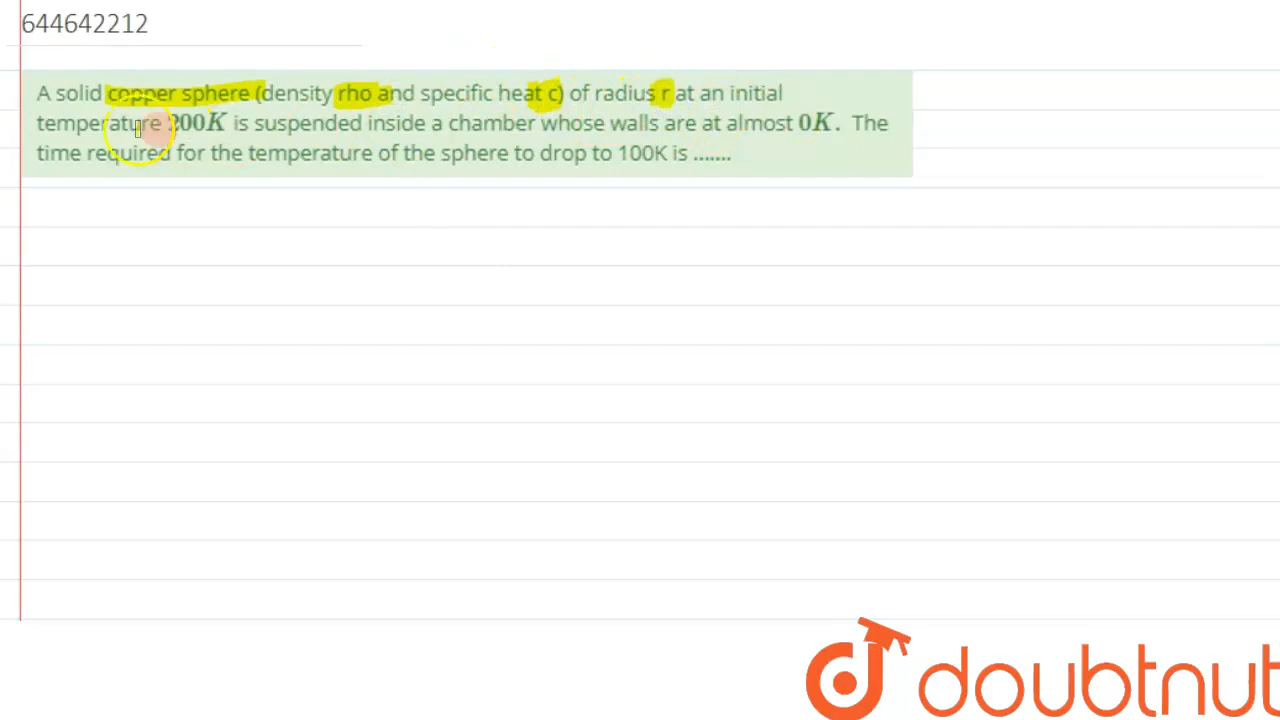 644642212
A solid copper sphere (density rho and specific heat c) of radius r at an initial
temperature 200K is suspended inside a chamber whose walls are at almost 0K. The
time required for the temperature of the sphere to drop to 100K is .......
doubtnut